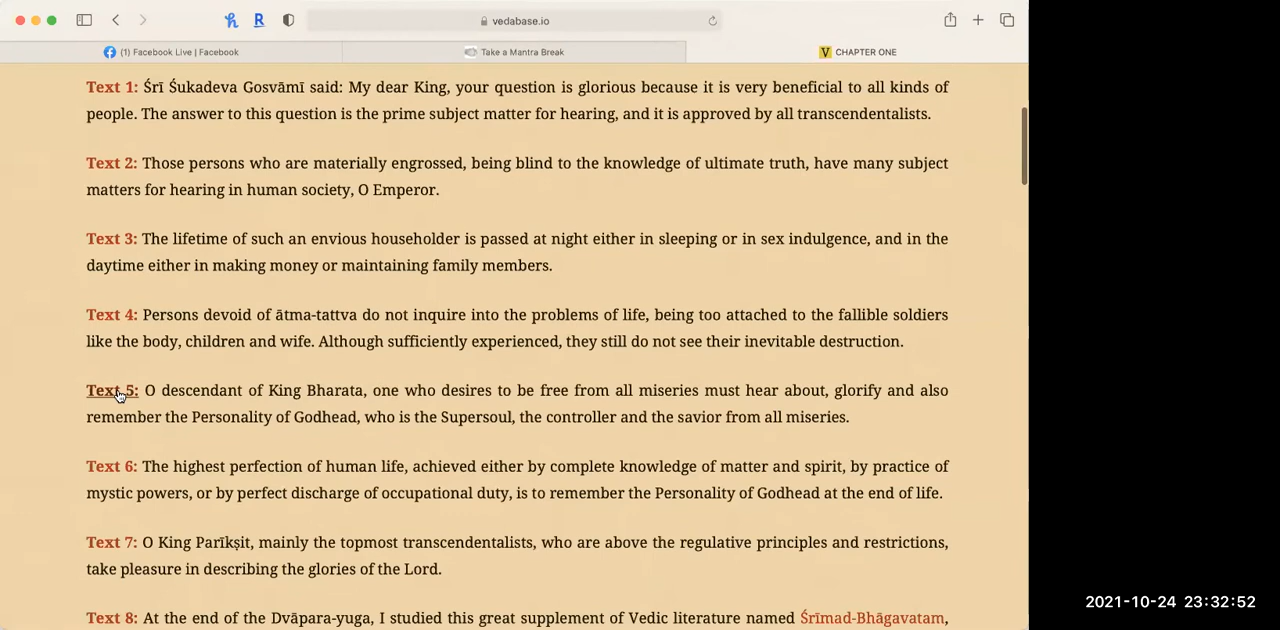 vedabase.io
(1) Facebook Live | Facebook
Take a Mantra Break
CHAPTER ONE
Text 1: Śrī Śukadeva Gosvāmī said: My dear King, your question is glorious because it is very beneficial to all kinds of
people. The answer to this question is the prime subject matter for hearing, and it is approved by all transcendentalists.
Text 2: Those persons who are materially engrossed, being blind to the knowledge of ultimate truth, have many subject
matters for hearing in human society, O Emperor.
Text 3: The lifetime of such an envious householder is passed at night either in sleeping or in sex indulgence, and in the
daytime either in making money or maintaining family members.
Text 4: Persons devoid of ātma-tattva do not inquire into the problems of life, being too attached to the fallible soldiers
like the body, children and wife. Although sufficiently experienced, they still do not see their inevitable destruction.
Text 5: O descendant of King Bharata, one who desires to be free from all miseries must hear about, glorify and also
remember the Personality of Godhead, who is the Supersoul, the controller and the savior from all miseries.
Text 6: The highest perfection of human life, achieved either by complete knowledge of matter and spirit, by practice of
mystic powers, or by perfect discharge of occupational duty, is to remember the Personality of Godhead at the end of life.
Text 7: O King Parīkṣit, mainly the topmost transcendentalists, who are above the regulative principles and restrictions,
take pleasure in describing the glories of the Lord.
Text 8: At the end of the Dvāpara-yuga, I studied this great supplement of Vedic literature named Śrīmad-Bhāgavatam,
2021-10-24 23:32:52